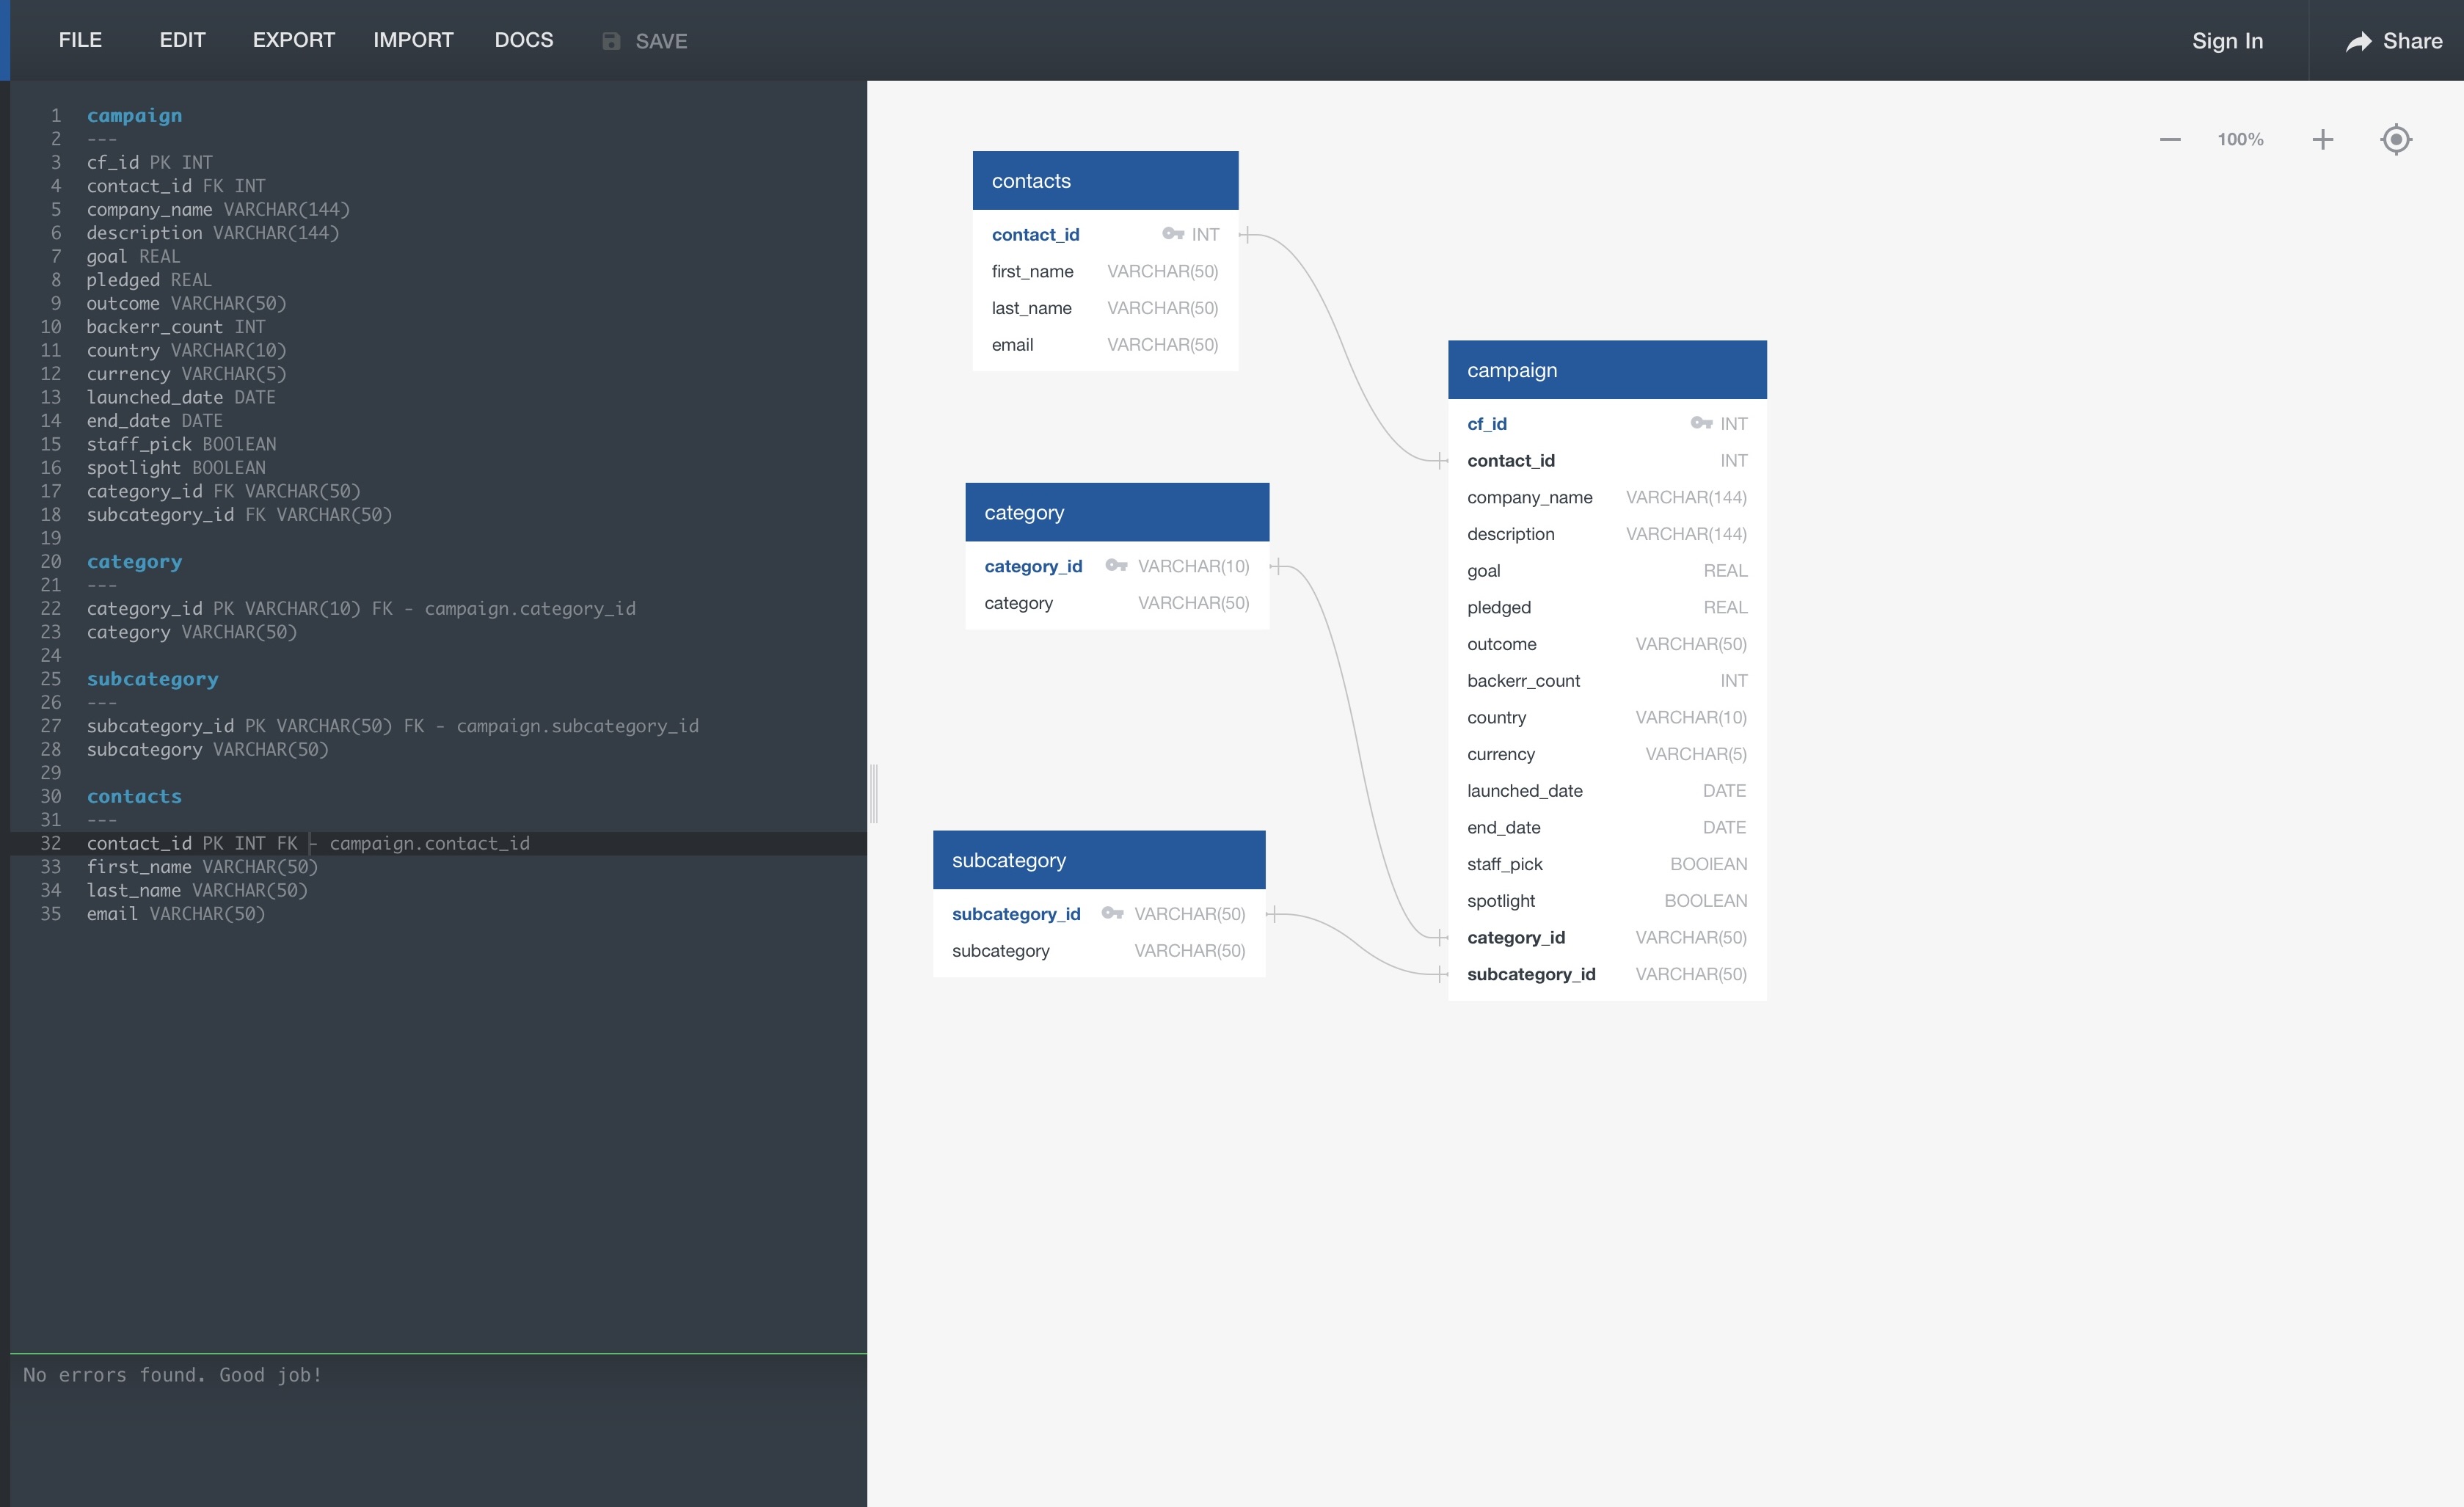 FILE EDIT EXPORT IMPORT DOCS SAVE Sign In Share
1 campaign
2 ---
3 cf_id PK INT
4 contact_id FK INT
5 company_name VARCHAR(144)
6 description VARCHAR(144)
7 goal REAL
8 pledged REAL
9 outcome VARCHAR(50)
10 backerr_count INT
11 country VARCHAR(10)
12 currency VARCHAR(5)
13 launched_date DATE
14 end_date DATE
15 staff_pick BOOlEAN
16 spotlight BOOLEAN
17 category_id FK VARCHAR(50)
18 subcategory_id FK VARCHAR(50)
19
20 category
21 ---
22 category_id PK VARCHAR(10) FK - campaign.category_id
23 category VARCHAR(50)
24
25 subcategory
26 ---
27 subcategory_id PK VARCHAR(50) FK - campaign.subcategory_id
28 subcategory VARCHAR(50)
29
30 contacts
31 ---
32 contact_id PK INT FK - campaign.contact_id
33 first_name VARCHAR(50)
34 last_name VARCHAR(50)
35 email VARCHAR(50)
No errors found. Good job!
100%
contacts
contact_id INT
first_name VARCHAR(50)
last_name VARCHAR(50)
email VARCHAR(50)
category
category_id VARCHAR(10)
category VARCHAR(50)
subcategory
subcategory_id VARCHAR(50)
subcategory VARCHAR(50)
campaign
cf_id INT
contact_id INT
company_name VARCHAR(144)
description VARCHAR(144)
goal REAL
pledged REAL
outcome VARCHAR(50)
backerr_count INT
country VARCHAR(10)
currency VARCHAR(5)
launched_date DATE
end_date DATE
staff_pick BOOlEAN
spotlight BOOLEAN
category_id VARCHAR(50)
subcategory_id VARCHAR(50)